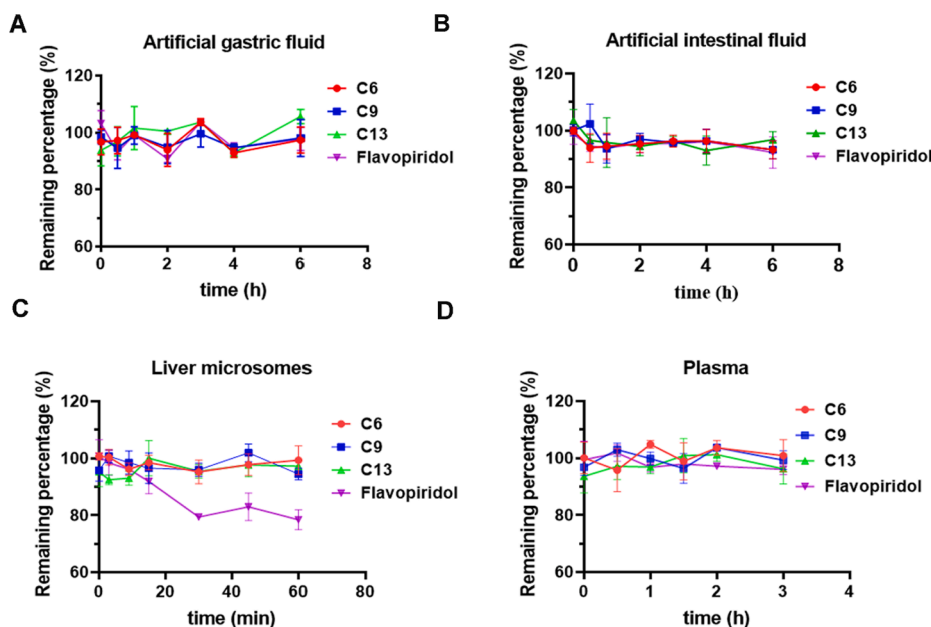 A
Artificial gastric fluid
Remaining percentage (%)
120
100
80
60
0
2
4
6
8
time (h)
C6
C9
C13
Flavopiridol
B
Artificial intestinal fluid
Remaining percentage (%)
120
100
80
60
0
2
4
6
8
time (h)
C6
C9
C13
Flavopiridol
C
Liver microsomes
Remaining percentage (%)
120
100
80
60
0
20
40
60
80
time (min)
C6
C9
C13
Flavopiridol
D
Plasma
Remaining percentage (%)
120
100
80
60
0
1
2
3
4
time (h)
C6
C9
C13
Flavopiridol